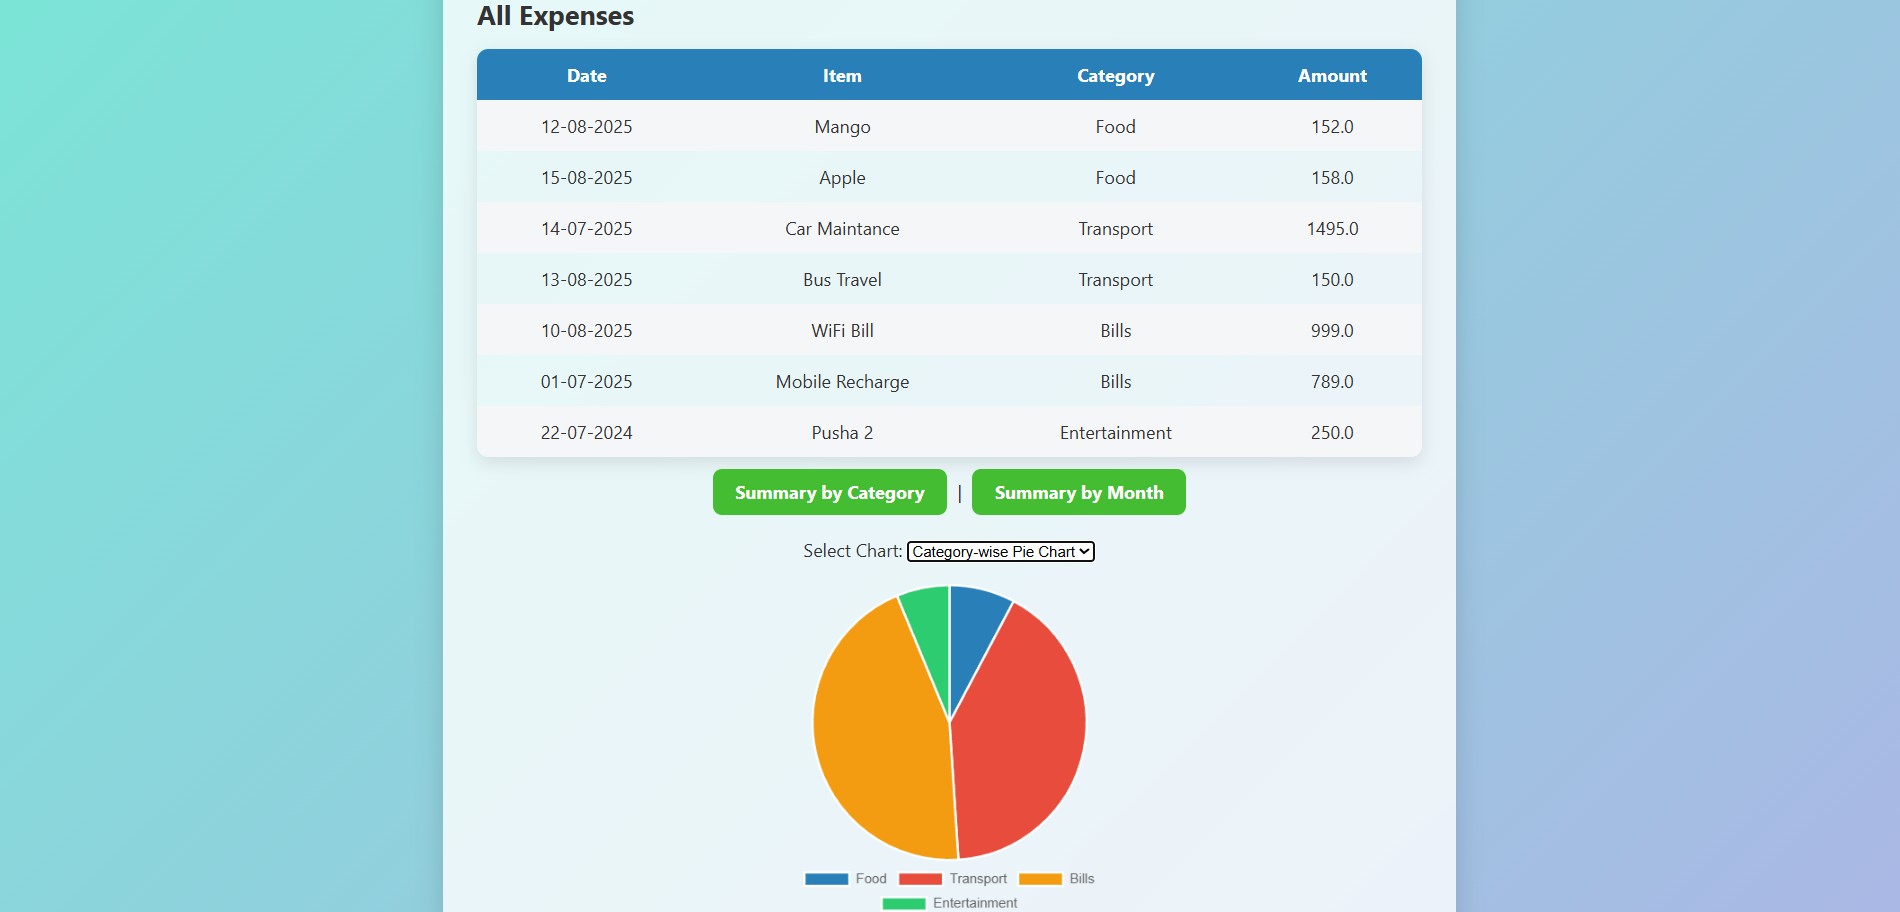 All Expenses
Date Item Category Amount
12-08-2025 Mango Food 152.0
15-08-2025 Apple Food 158.0
14-07-2025 Car Maintance Transport 1495.0
13-08-2025 Bus Travel Transport 150.0
10-08-2025 WiFi Bill Bills 999.0
01-07-2025 Mobile Recharge Bills 789.0
22-07-2024 Pusha 2 Entertainment 250.0
Summary by Category | Summary by Month
Select Chart: Category-wise Pie Chart
Food Transport Bills
Entertainment